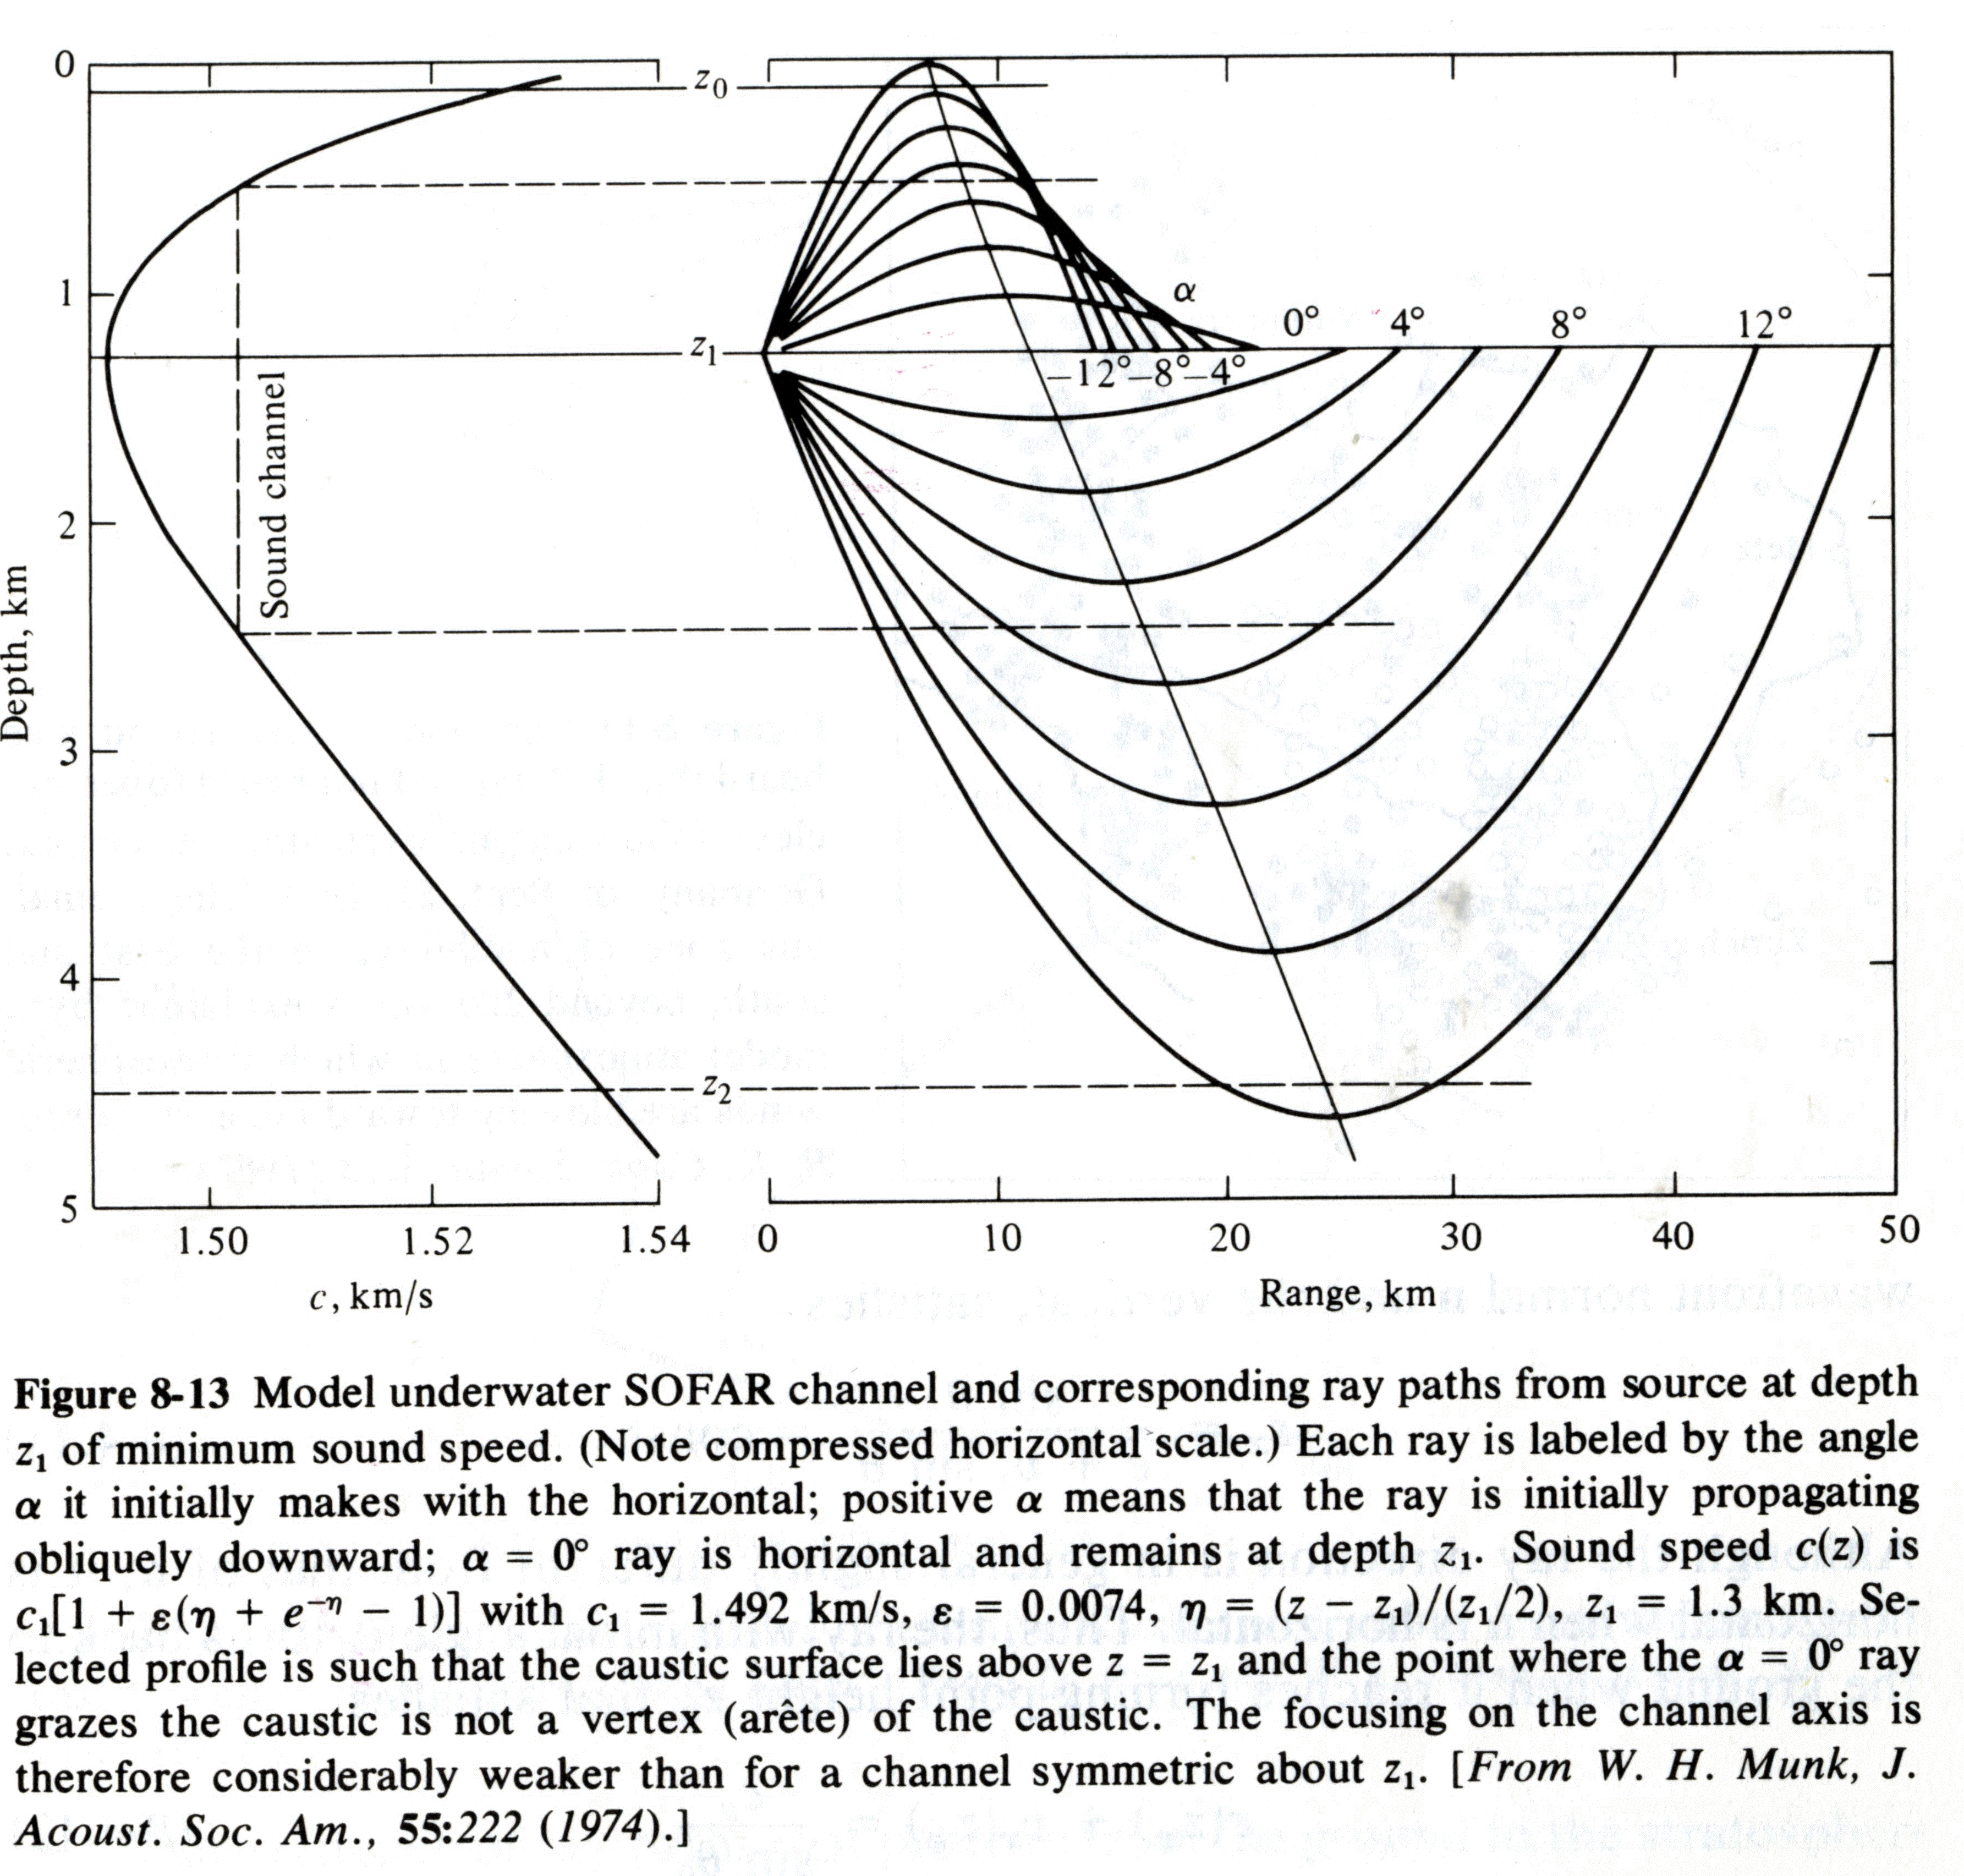 0
z₀
1
α
0° 4° 8° 12°
z₁
−12° −8° −4°
Sound channel
2
Depth, km
3
4
z₂
5
1.50 1.52 1.54 0 10 20 30 40 50
c, km/s Range, km
Figure 8-13 Model underwater SOFAR channel and corresponding ray paths from source at depth
z₁ of minimum sound speed. (Note compressed horizontal scale.) Each ray is labeled by the angle
α it initially makes with the horizontal; positive α means that the ray is initially propagating
obliquely downward; α = 0° ray is horizontal and remains at depth z₁. Sound speed c(z) is
c₁[1 + ε(η + e⁻ᑎ − 1)] with c₁ = 1.492 km/s, ε = 0.0074, η = (z − z₁)/(z₁/2), z₁ = 1.3 km. Se-
lected profile is such that the caustic surface lies above z = z₁ and the point where the α = 0° ray
grazes the caustic is not a vertex (arête) of the caustic. The focusing on the channel axis is
therefore considerably weaker than for a channel symmetric about z₁. [From W. H. Munk, J.
Acoust. Soc. Am., 55:222 (1974).]